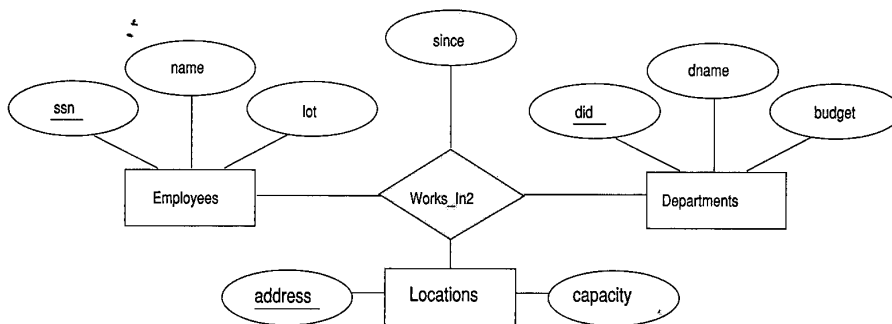 since
name
dname
ssn
lot
did
budget
Employees
Works_In2
Departments
address
Locations
capacity